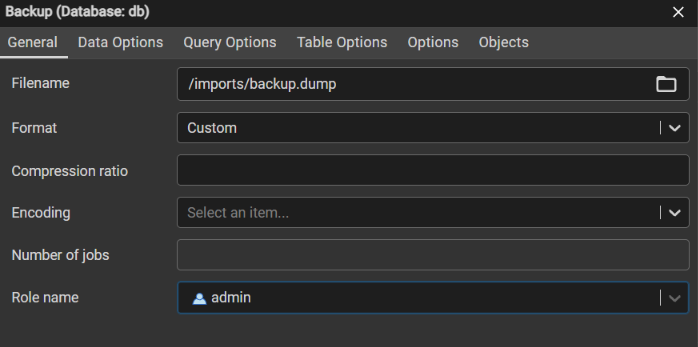 Backup (Database: db)
General Data Options Query Options Table Options Options Objects
Filename /imports/backup.dump
Format Custom
Compression ratio
Encoding Select an item...
Number of jobs
Role name admin